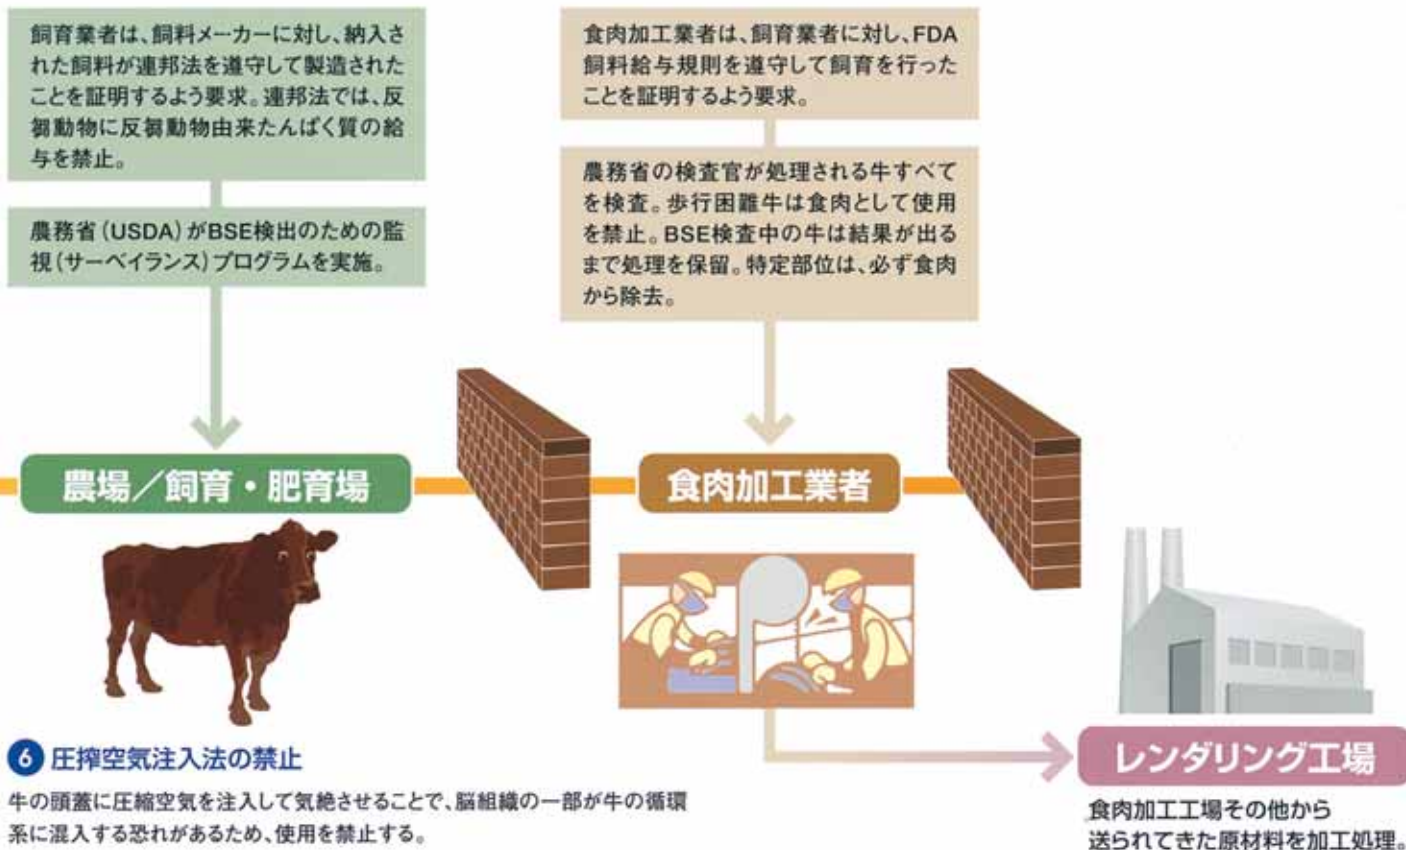 飼育業者は、飼料メーカーに対し、納入さ
れた飼料が連邦法を遵守して製造された
ことを証明するよう要求。連邦法では、反
芻動物に反芻動物由来たんぱく質の給
与を禁止。
農務省(USDA)がBSE検出のための監
視(サーベイランス)プログラムを実施。
食肉加工業者は、飼育業者に対し、FDA
飼料給与規則を遵守して飼育を行った
ことを証明するよう要求。
農務省の検査官が処理される牛すべて
を検査。歩行困難牛は食肉として使用
を禁止。BSE検査中の牛は結果が出る
まで処理を保留。特定部位は、必ず食肉
から除去。
農場/飼育・肥育場
食肉加工業者
6 圧搾空気注入法の禁止
牛の頭蓋に圧縮空気を注入して気絶させることで、脳組織の一部が牛の循環
系に混入する恐れがあるため、使用を禁止する。
レンダリング工場
食肉加工工場その他から
送られてきた原材料を加工処理。